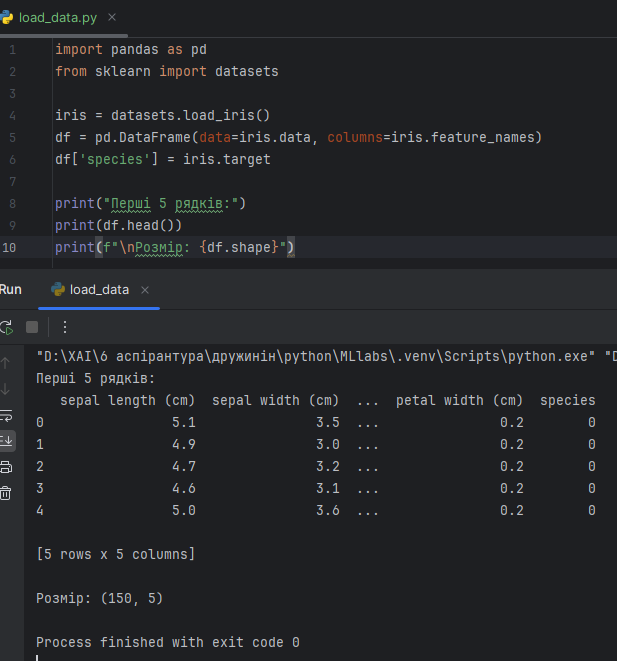 load_data.py ×
1 import pandas as pd
2 from sklearn import datasets
3
4 iris = datasets.load_iris()
5 df = pd.DataFrame(data=iris.data, columns=iris.feature_names)
6 df['species'] = iris.target
7
8 print("Перші 5 рядків:")
9 print(df.head())
10 print(f"\nРозмір: {df.shape}")
Run load_data ×
"D:\ХАІ\6 аспірантура\дружинін\python\MLlabs\.venv\Scripts\python.exe" "D
Перші 5 рядків:
   sepal length (cm)  sepal width (cm)  ...  petal width (cm)  species
0                5.1               3.5  ...               0.2        0
1                4.9               3.0  ...               0.2        0
2                4.7               3.2  ...               0.2        0
3                4.6               3.1  ...               0.2        0
4                5.0               3.6  ...               0.2        0
[5 rows x 5 columns]
Розмір: (150, 5)
Process finished with exit code 0